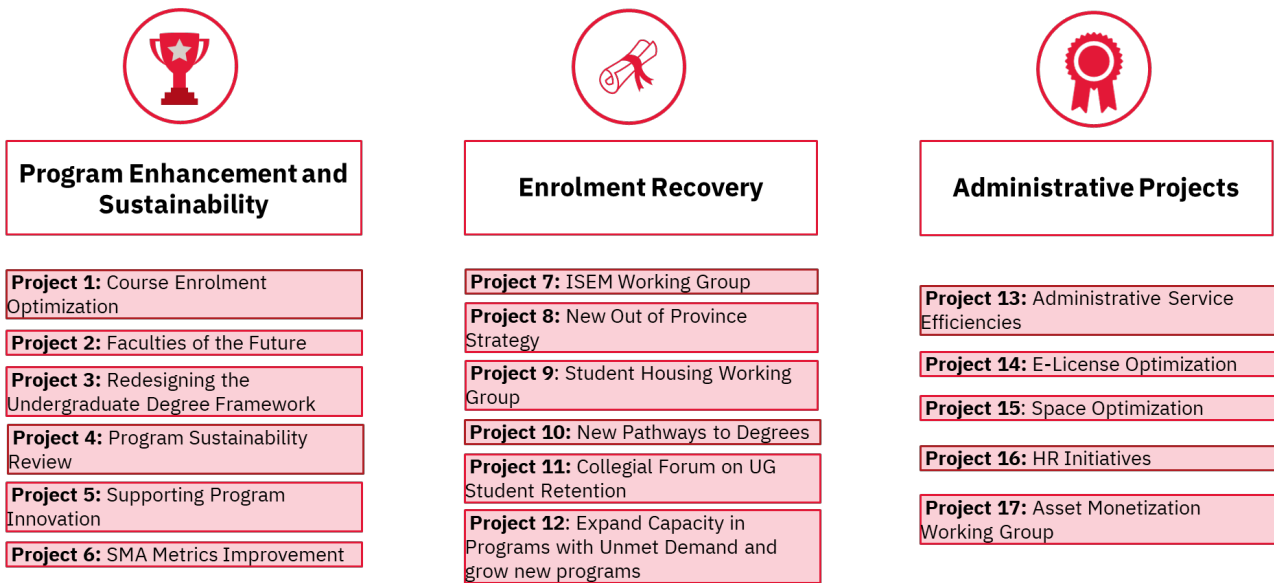 Program Enhancement and
Sustainability
Project 1: Course Enrolment
Optimization
Project 2: Faculties of the Future
Project 3: Redesigning the
Undergraduate Degree Framework
Project 4: Program Sustainability
Review
Project 5: Supporting Program
Innovation
Project 6: SMA Metrics Improvement
Enrolment Recovery
Project 7: ISEM Working Group
Project 8: New Out of Province
Strategy
Project 9: Student Housing Working
Group
Project 10: New Pathways to Degrees
Project 11: Collegial Forum on UG
Student Retention
Project 12: Expand Capacity in
Programs with Unmet Demand and
grow new programs
Administrative Projects
Project 13: Administrative Service
Efficiencies
Project 14: E-License Optimization
Project 15: Space Optimization
Project 16: HR Initiatives
Project 17: Asset Monetization
Working Group